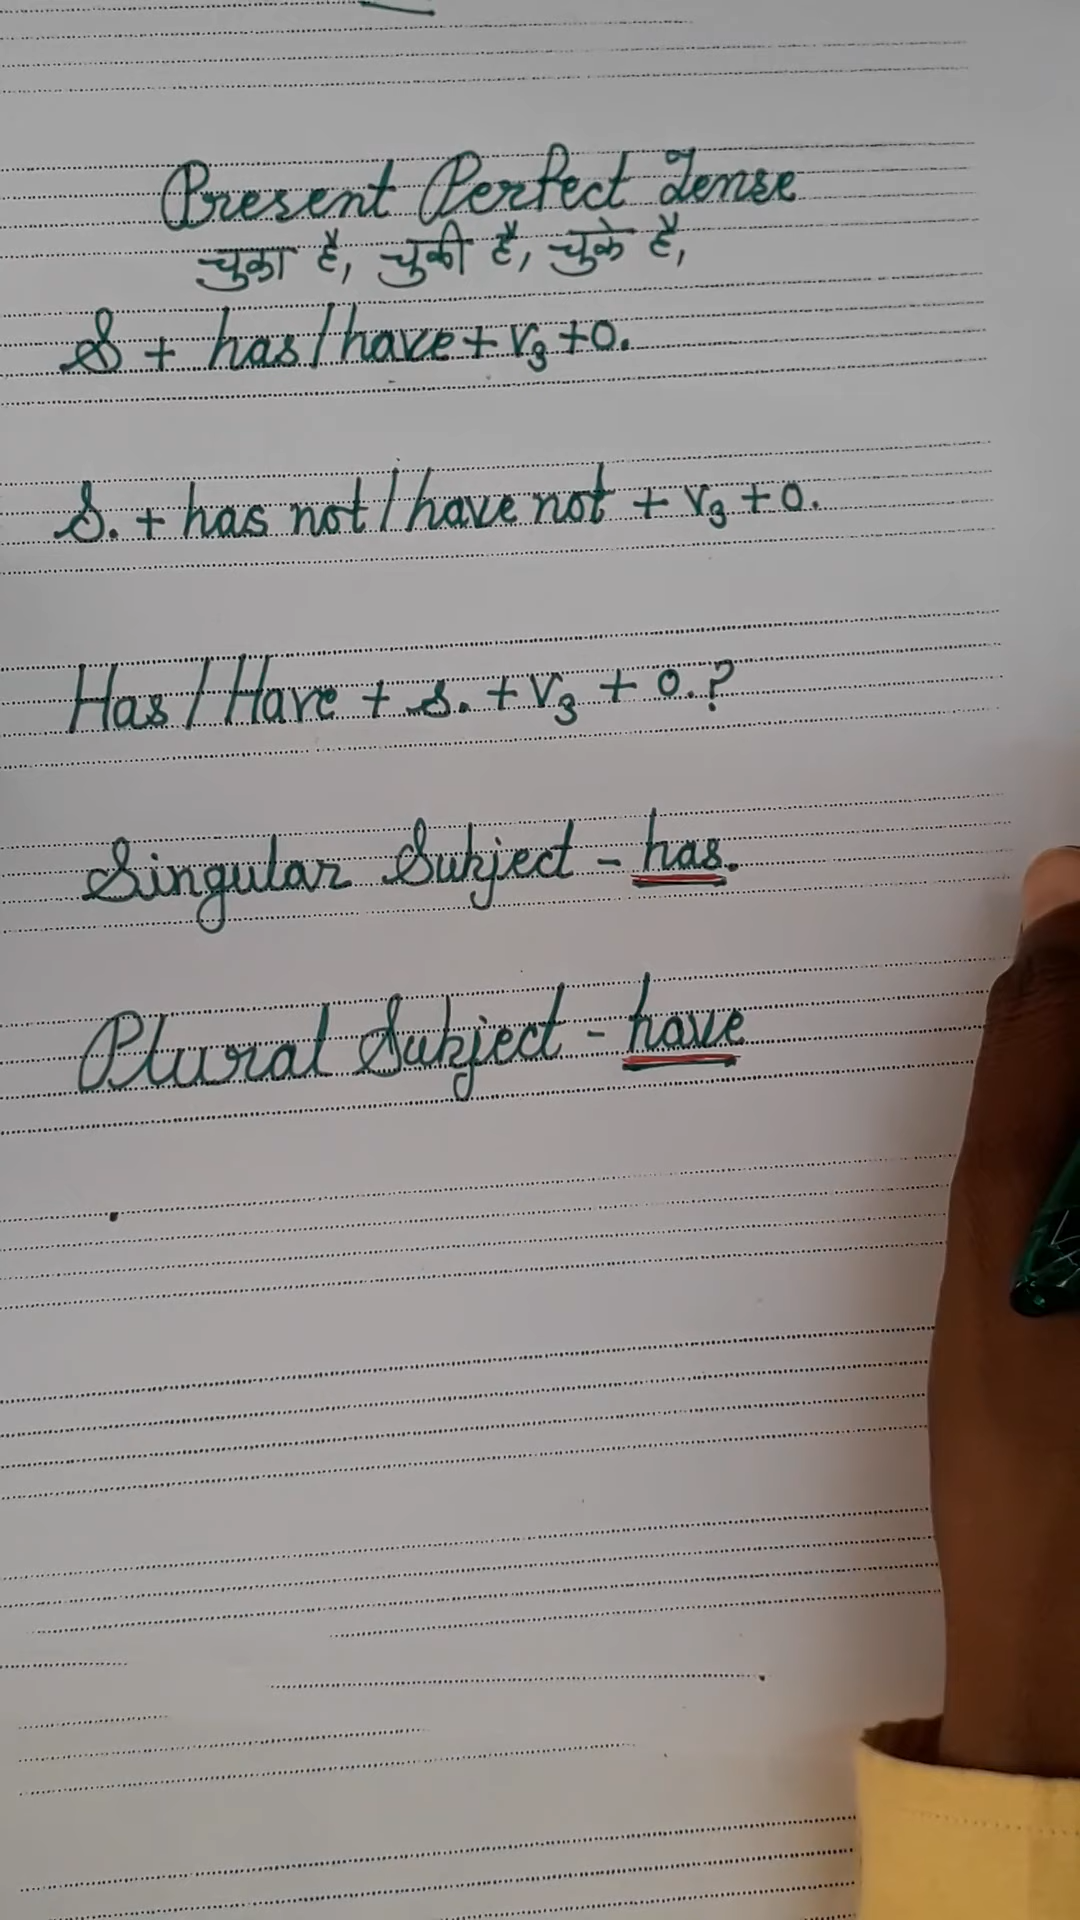 Present Perfect Tense
चुका है, चुकी है, चुके हैं,
S + has/have + V3 + O.
S. + has not/have not + V3 + O.
Has/Have + s. + V3 + O.?
Singular Subject - has.
Plural Subject - have